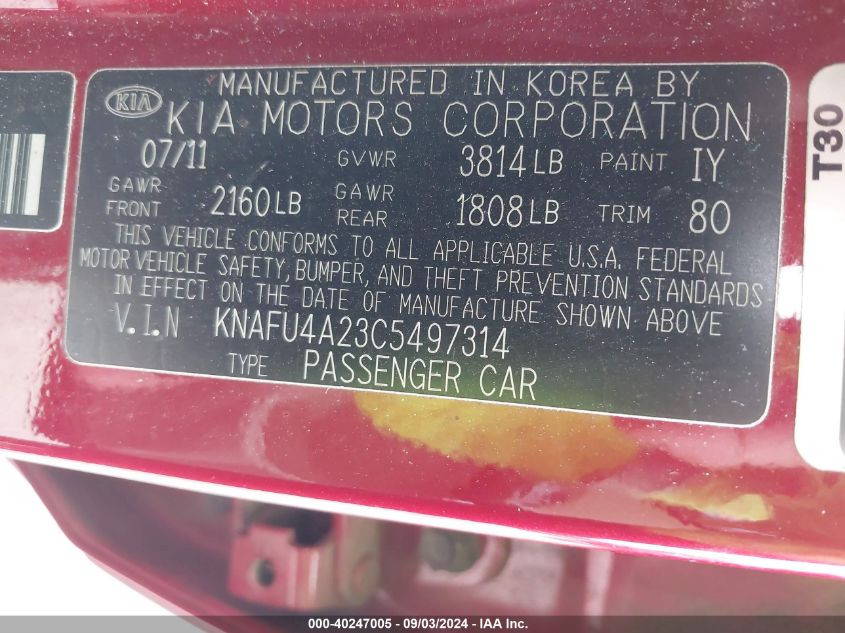 MANUFACTURED IN KOREA BY
KIA KIA MOTORS CORPORATION
07/11 GVWR 3814LB PAINT IY
GAWR FRONT 2160LB GAWR REAR 1808LB TRIM 80
THIS VEHICLE CONFORMS TO ALL APPLICABLE U.S.A. FEDERAL
MOTOR VEHICLE SAFETY, BUMPER, AND THEFT PREVENTION STANDARDS
IN EFFECT ON THE DATE OF MANUFACTURE SHOWN ABOVE
V.I.N KNAFU4A23C5497314
TYPE PASSENGER CAR
T30
000-40247005 - 09/03/2024 - IAA Inc.